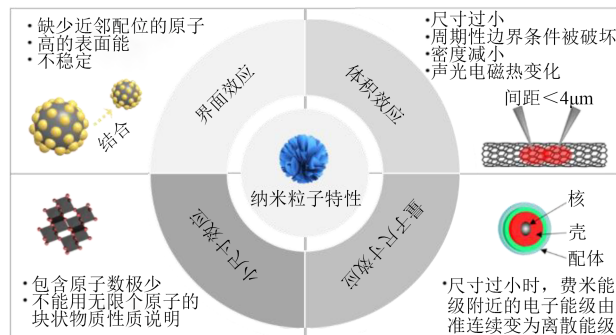 •缺少近邻配位的原子
•高的表面能
•不稳定
结合
界面效应
•尺寸过小
•周期性边界条件被破坏
•密度减小
•声光电磁热变化
间距<4μm
体积效应
纳米粒子特性
小尺寸效应
•包含原子数极少
•不能用无限个原子的
块状物质性质说明
量子尺寸效应
核
壳
配体
•尺寸过小时，费米能
级附近的电子能级由
准连续变为离散能级